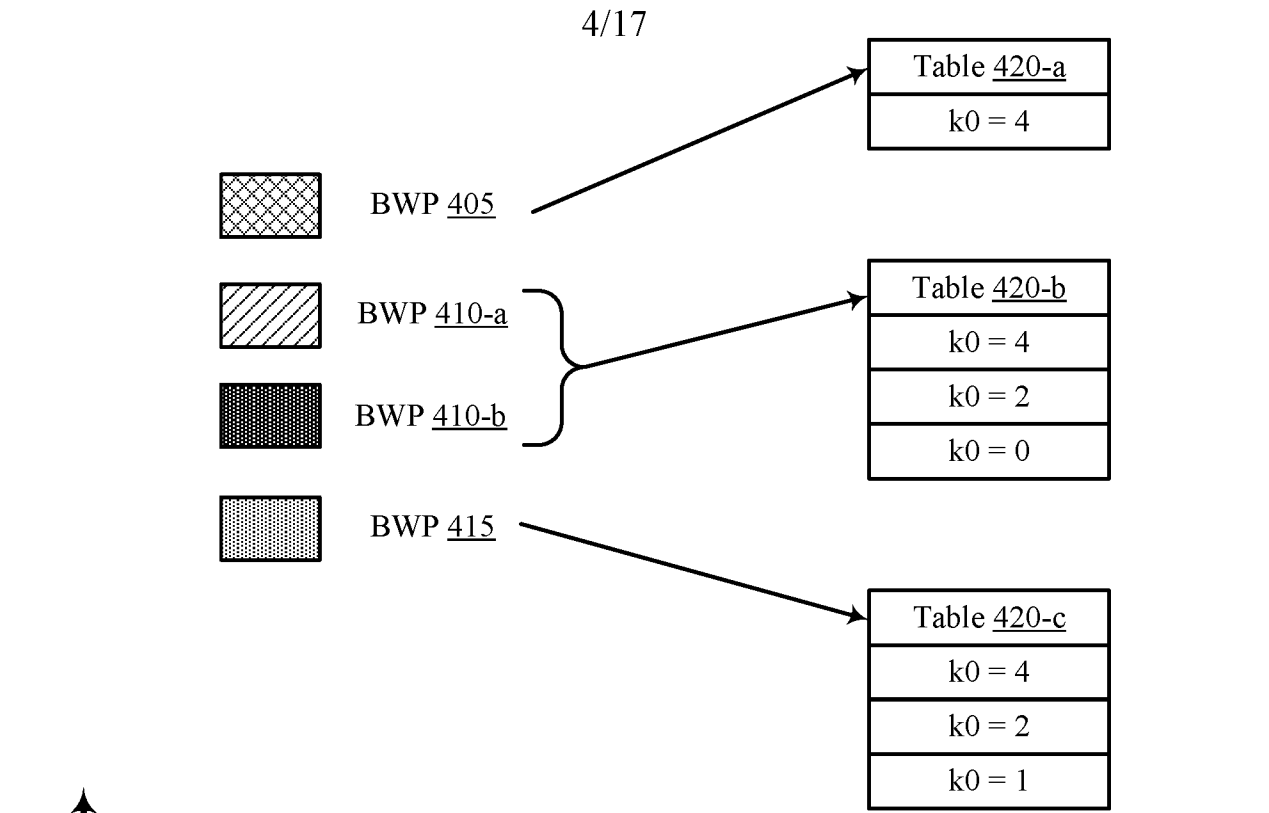 4/17
Table 420-a
k0 = 4
BWP 405
BWP 410-a
BWP 410-b
BWP 415
Table 420-b
k0 = 4
k0 = 2
k0 = 0
Table 420-c
k0 = 4
k0 = 2
k0 = 1